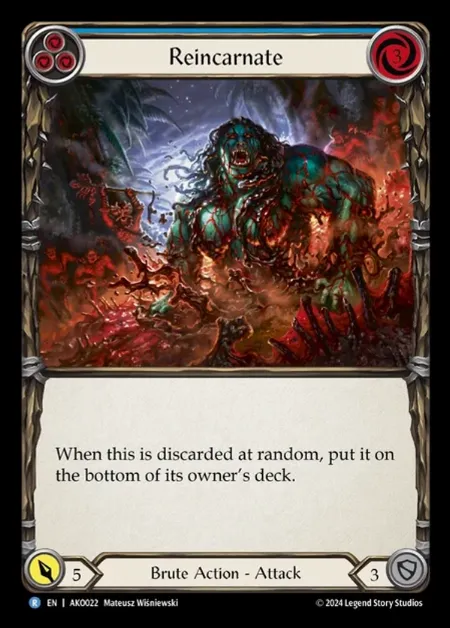 Reincarnate
3
When this is discarded at random, put it on
the bottom of its owner's deck.
5
Brute Action - Attack
3
R EN | AKO022 Mateusz Wiśniewski
© 2024 Legend Story Studios